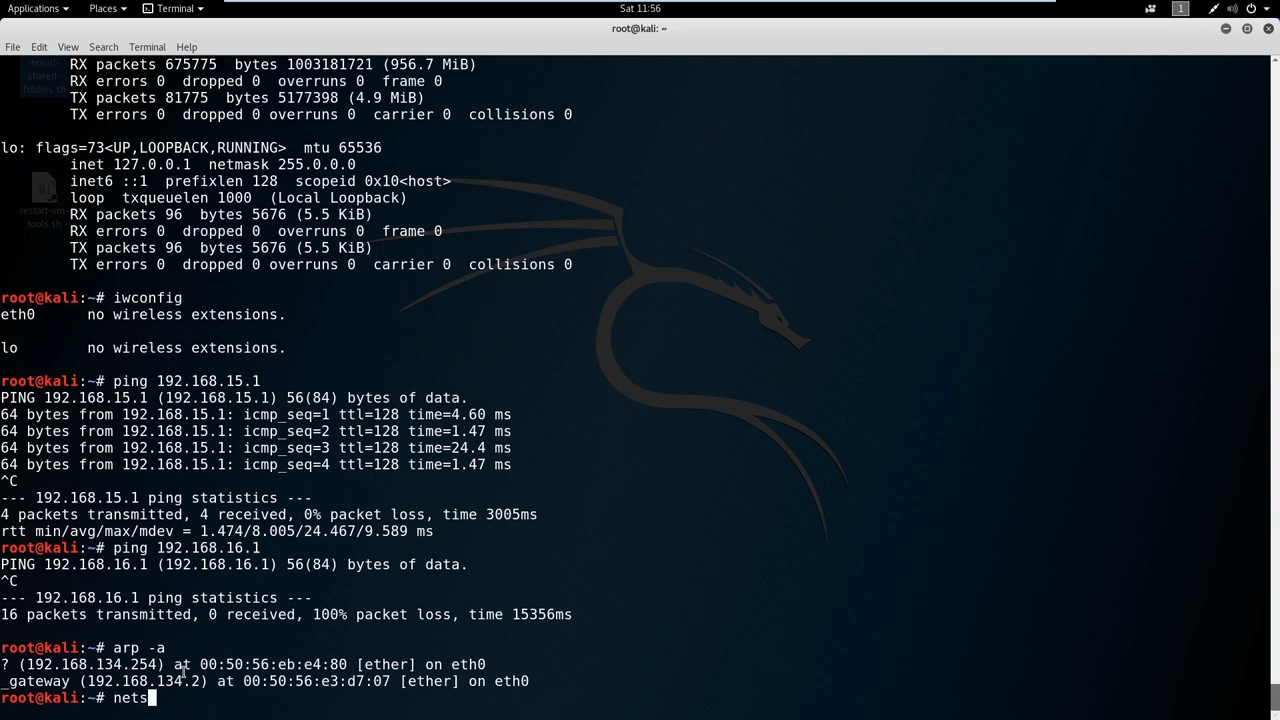 Applications Places Terminal Sat 11:56 1
root@kali: ~
File Edit View Search Terminal Help
mount-
shared-
folders.sh
RX packets 675775 bytes 1003181721 (956.7 MiB)
RX errors 0 dropped 0 overruns 0 frame 0
TX packets 81775 bytes 5177398 (4.9 MiB)
TX errors 0 dropped 0 overruns 0 carrier 0 collisions 0
lo: flags=73<UP,LOOPBACK,RUNNING> mtu 65536
inet 127.0.0.1 netmask 255.0.0.0
inet6 ::1 prefixlen 128 scopeid 0x10<host>
loop txqueuelen 1000 (Local Loopback)
RX packets 96 bytes 5676 (5.5 KiB)
RX errors 0 dropped 0 overruns 0 frame 0
TX packets 96 bytes 5676 (5.5 KiB)
TX errors 0 dropped 0 overruns 0 carrier 0 collisions 0
restart-vm-
tools.sh
root@kali:~# iwconfig
eth0 no wireless extensions.
lo no wireless extensions.
root@kali:~# ping 192.168.15.1
PING 192.168.15.1 (192.168.15.1) 56(84) bytes of data.
64 bytes from 192.168.15.1: icmp_seq=1 ttl=128 time=4.60 ms
64 bytes from 192.168.15.1: icmp_seq=2 ttl=128 time=1.47 ms
64 bytes from 192.168.15.1: icmp_seq=3 ttl=128 time=24.4 ms
64 bytes from 192.168.15.1: icmp_seq=4 ttl=128 time=1.47 ms
^C
--- 192.168.15.1 ping statistics ---
4 packets transmitted, 4 received, 0% packet loss, time 3005ms
rtt min/avg/max/mdev = 1.474/8.005/24.467/9.589 ms
root@kali:~# ping 192.168.16.1
PING 192.168.16.1 (192.168.16.1) 56(84) bytes of data.
^C
--- 192.168.16.1 ping statistics ---
16 packets transmitted, 0 received, 100% packet loss, time 15356ms
root@kali:~# arp -a
? (192.168.134.254) at 00:50:56:eb:e4:80 [ether] on eth0
_gateway (192.168.134.2) at 00:50:56:e3:d7:07 [ether] on eth0
root@kali:~# nets